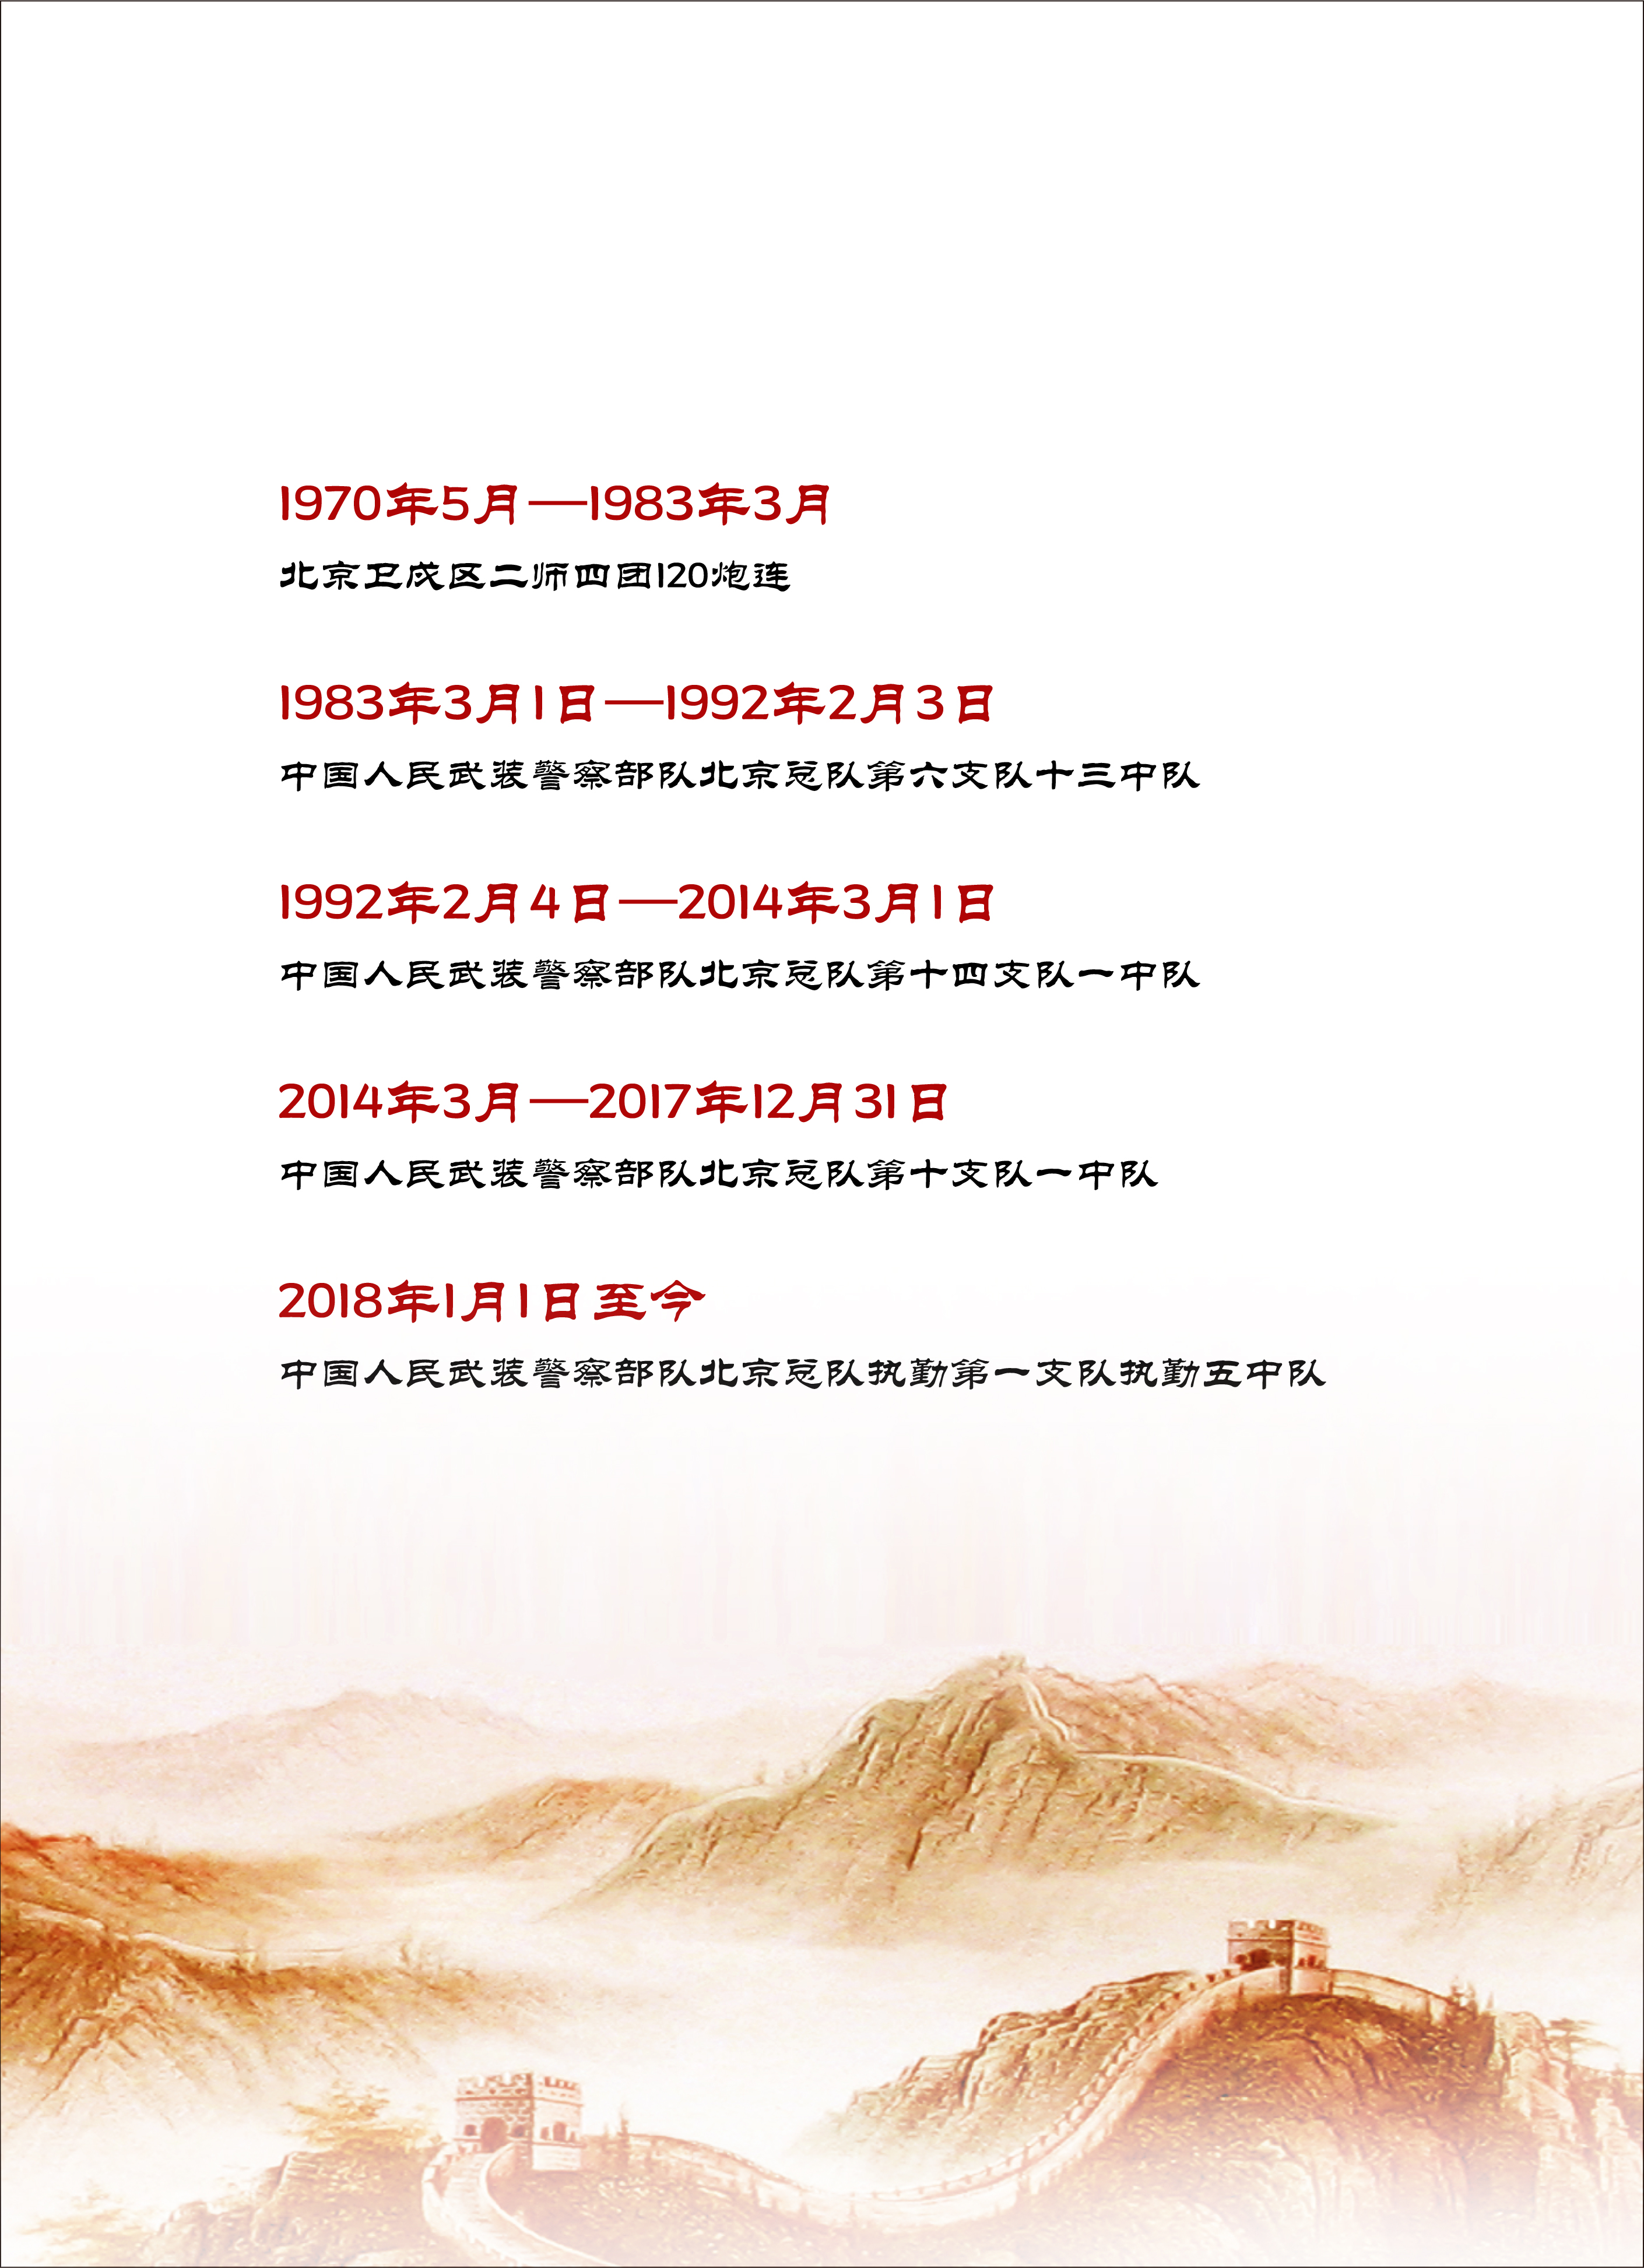 1970年5月—1983年3月
北京卫戍区二师四团120炮连
1983年3月1日—1992年2月3日
中国人民武装警察部队北京总队第六支队十三中队
1992年2月4日—2014年3月1日
中国人民武装警察部队北京总队第十四支队一中队
2014年3月—2017年12月31日
中国人民武装警察部队北京总队第十支队一中队
2018年1月1日至今
中国人民武装警察部队北京总队执勤第一支队执勤五中队